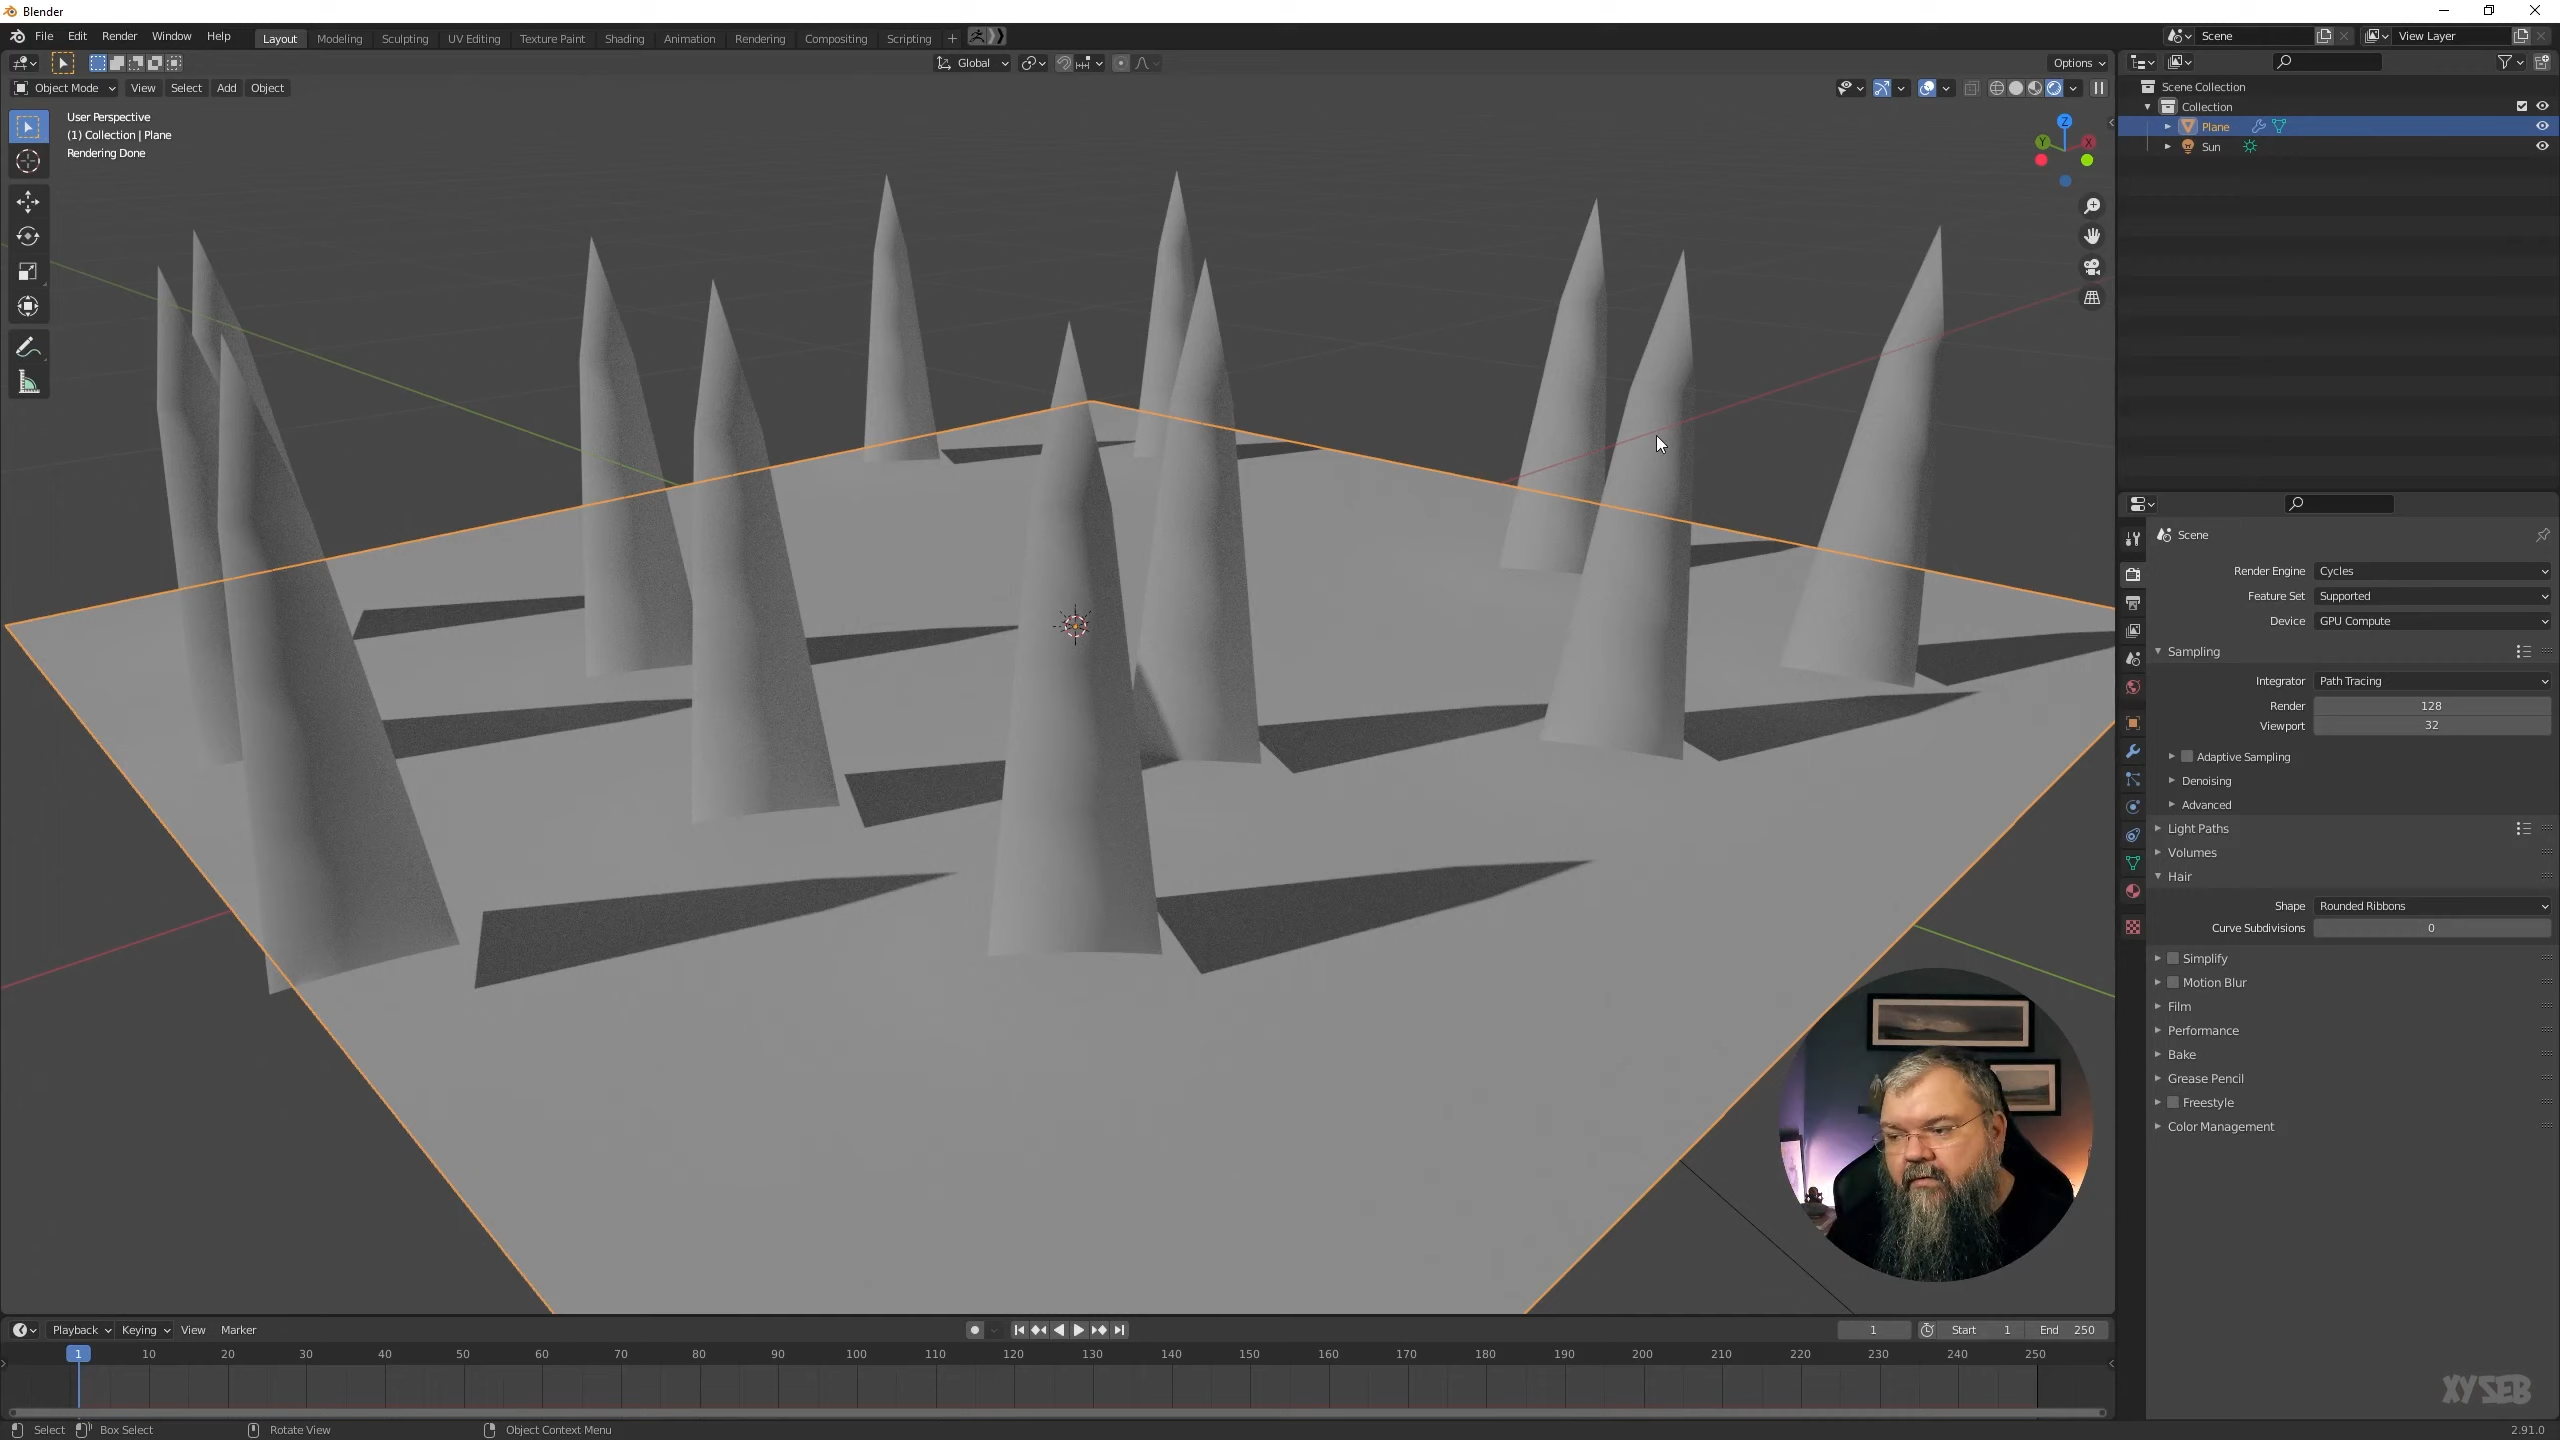 Blender
File Edit Render Window Help
Layout Modeling Sculpting UV Editing Texture Paint Shading Animation Rendering Compositing Scripting +
Scene View Layer
Global Options
Object Mode View Select Add Object
User Perspective
(1) Collection | Plane
Rendering Done
Z
Y
X
Scene Collection
Collection
Plane
Sun
Scene
Render Engine Cycles
Feature Set Supported
Device GPU Compute
Sampling
Integrator Path Tracing
Render 128
Viewport 32
Adaptive Sampling
Denoising
Advanced
Light Paths
Volumes
Hair
Shape Rounded Ribbons
Curve Subdivisions 0
Simplify
Motion Blur
Film
Performance
Bake
Grease Pencil
Freestyle
Color Management
Playback Keying View Marker 1 Start 1 End 250
1 10 20 30 40 50 60 70 80 90 100 110 120 130 140 150 160 170 180 190 200 210 220 230 240 250
XYSEB
Select Box Select Rotate View Object Context Menu 2.91.0